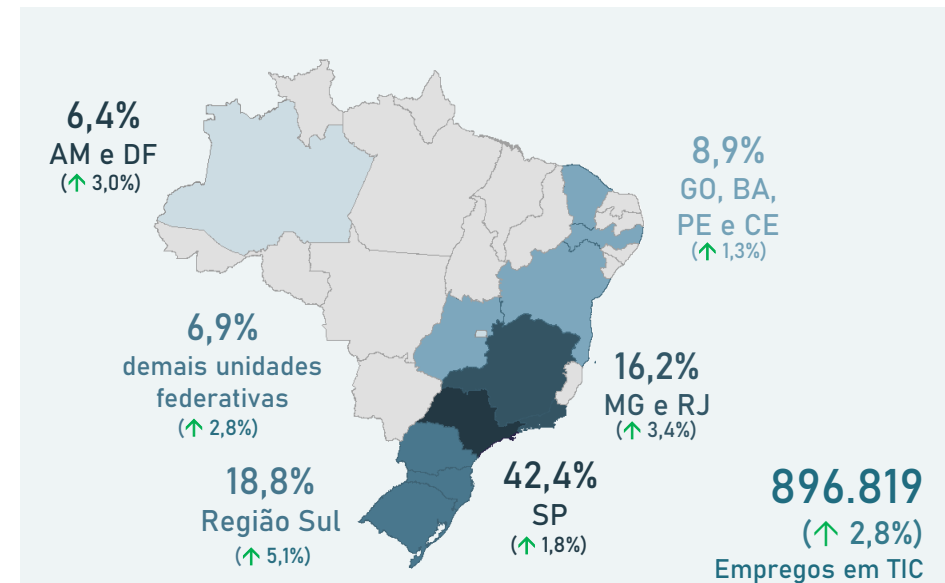 6,4%
AM e DF
(↑ 3,0%)
8,9%
GO, BA,
PE e CE
(↑ 1,3%)
6,9%
demais unidades
federativas
(↑ 2,8%)
16,2%
MG e RJ
(↑ 3,4%)
18,8%
Região Sul
(↑ 5,1%)
42,4%
SP
(↑ 1,8%)
896.819
(↑ 2,8%)
Empregos em TIC